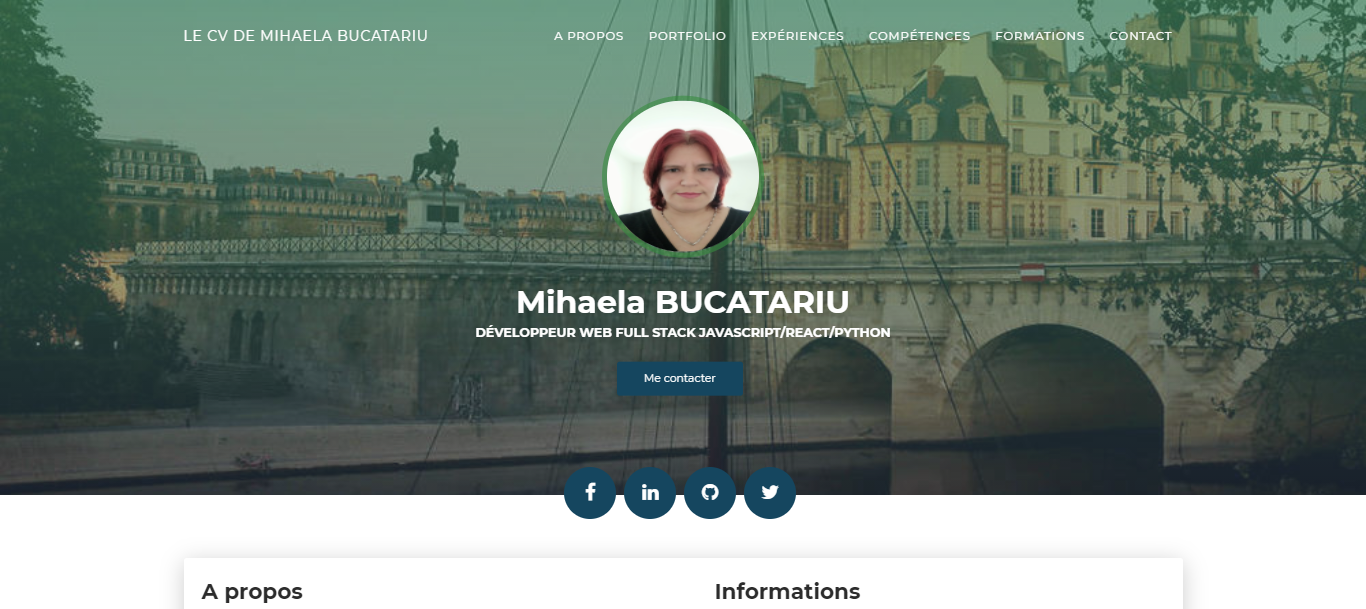 LE CV DE MIHAELA BUCATARIU
A PROPOS
PORTFOLIO
EXPÉRIENCES
COMPÉTENCES
FORMATIONS
CONTACT
Mihaela BUCATARIU
DÉVELOPPEUR WEB FULL STACK JAVASCRIPT/REACT/PYTHON
Me contacter
A propos
Informations